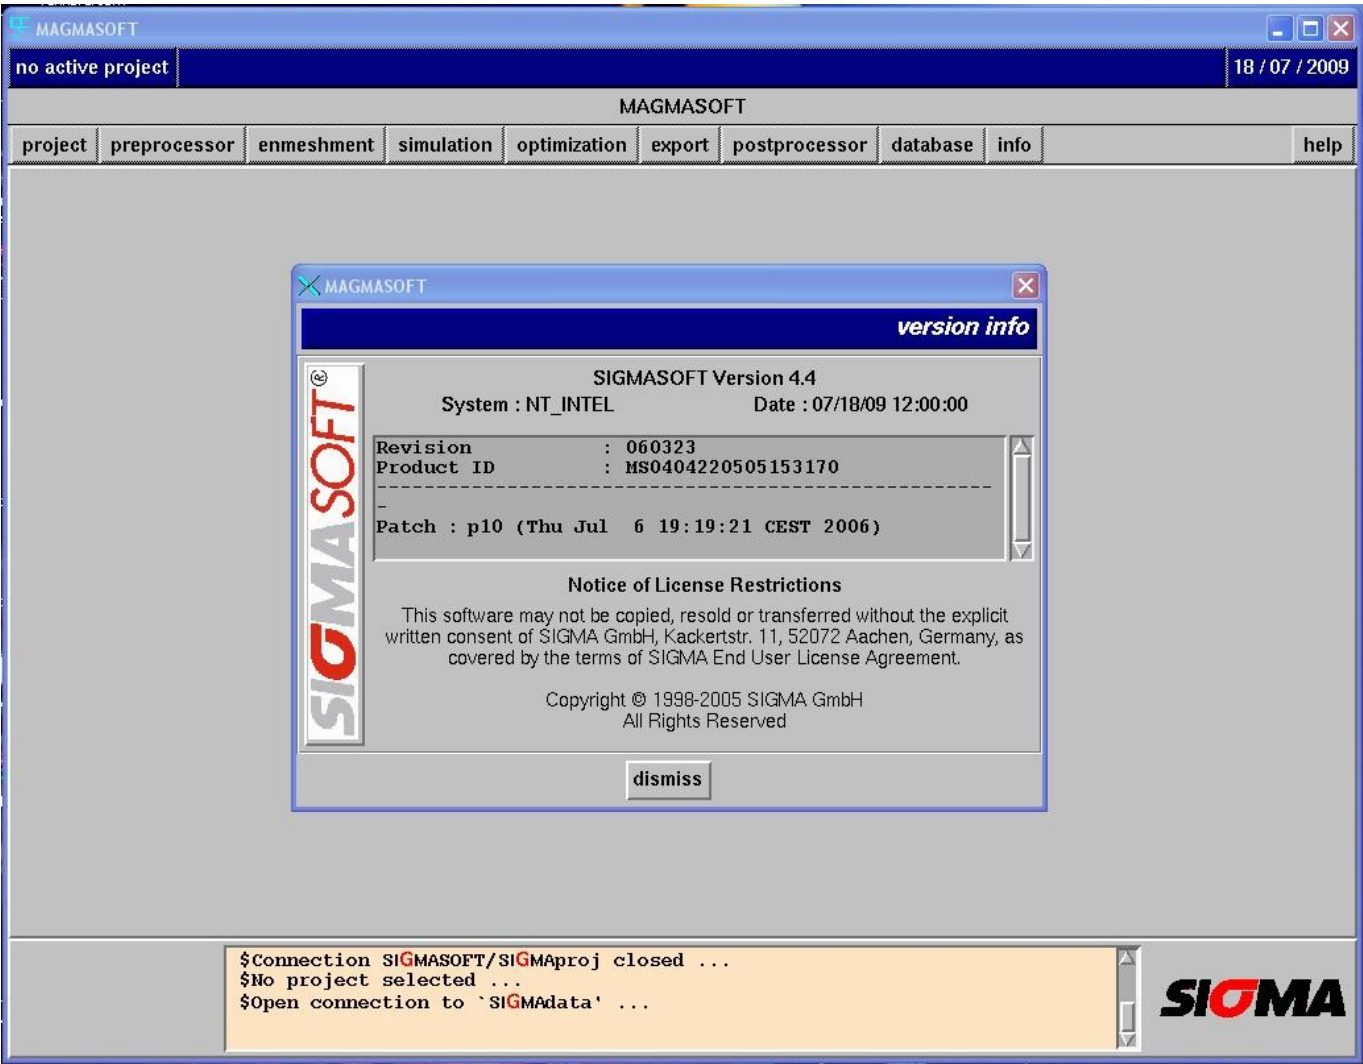 MAGMASOFT
no active project
18 / 07 / 2009
MAGMASOFT
project preprocessor enmeshment simulation optimization export postprocessor database info help
MAGMASOFT
version info
SIGMASOFT®
SIGMASOFT Version 4.4
System : NT_INTEL Date : 07/18/09 12:00:00
Revision : 060323
Product ID : MS0404220505153170
----------------------------------------------------
-
Patch : p10 (Thu Jul 6 19:19:21 CEST 2006)
Notice of License Restrictions
This software may not be copied, resold or transferred without the explicit
written consent of SIGMA GmbH, Kackertstr. 11, 52072 Aachen, Germany, as
covered by the terms of SIGMA End User License Agreement.
Copyright © 1998-2005 SIGMA GmbH
All Rights Reserved
dismiss
$Connection SIGMASOFT/SIGMAproj closed ...
$No project selected ...
$Open connection to `SIGMAdata' ...
SIGMA